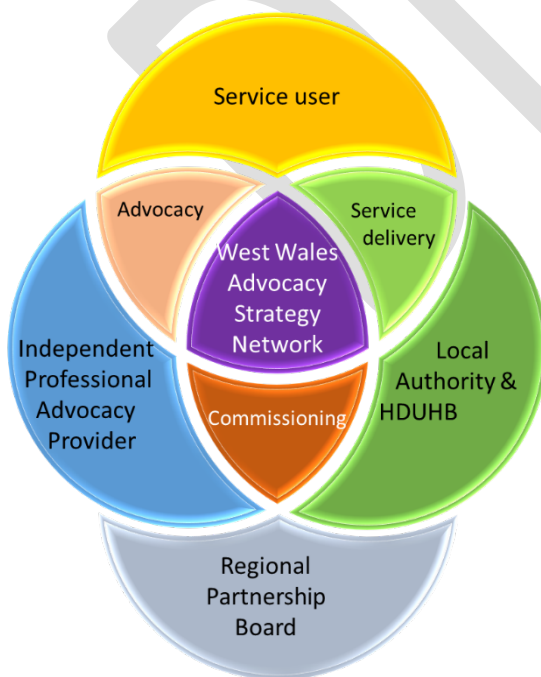 Service user
Advocacy
Service
delivery
West Wales
Advocacy
Strategy
Network
Independent
Professional
Advocacy
Provider
Local
Authority &
HDUHB
Commissioning
Regional
Partnership
Board